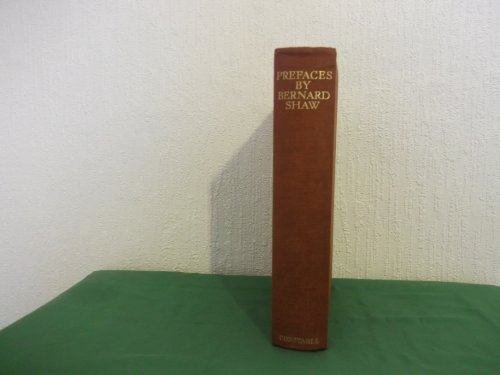 PREFACES
BY
BERNARD
SHAW
CONSTABLE